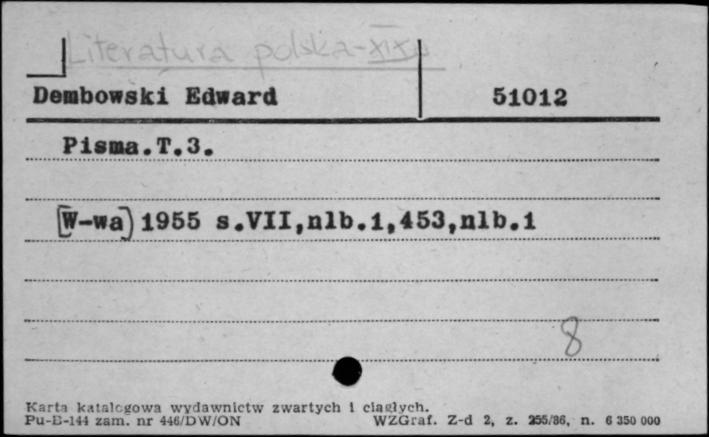 Literatura polska-XIXw
Dembowski Edward 51012
Pisma.T.3.
[W-wa] 1955 s.VII,nlb.1,453,nlb.1
8
Karta katalogowa wydawnictw zwartych i ciągłych.
Pu-B-144 zam. nr 446/DW/ON WZGraf. Z-d 2, z. 255/86, n. 6 350 000